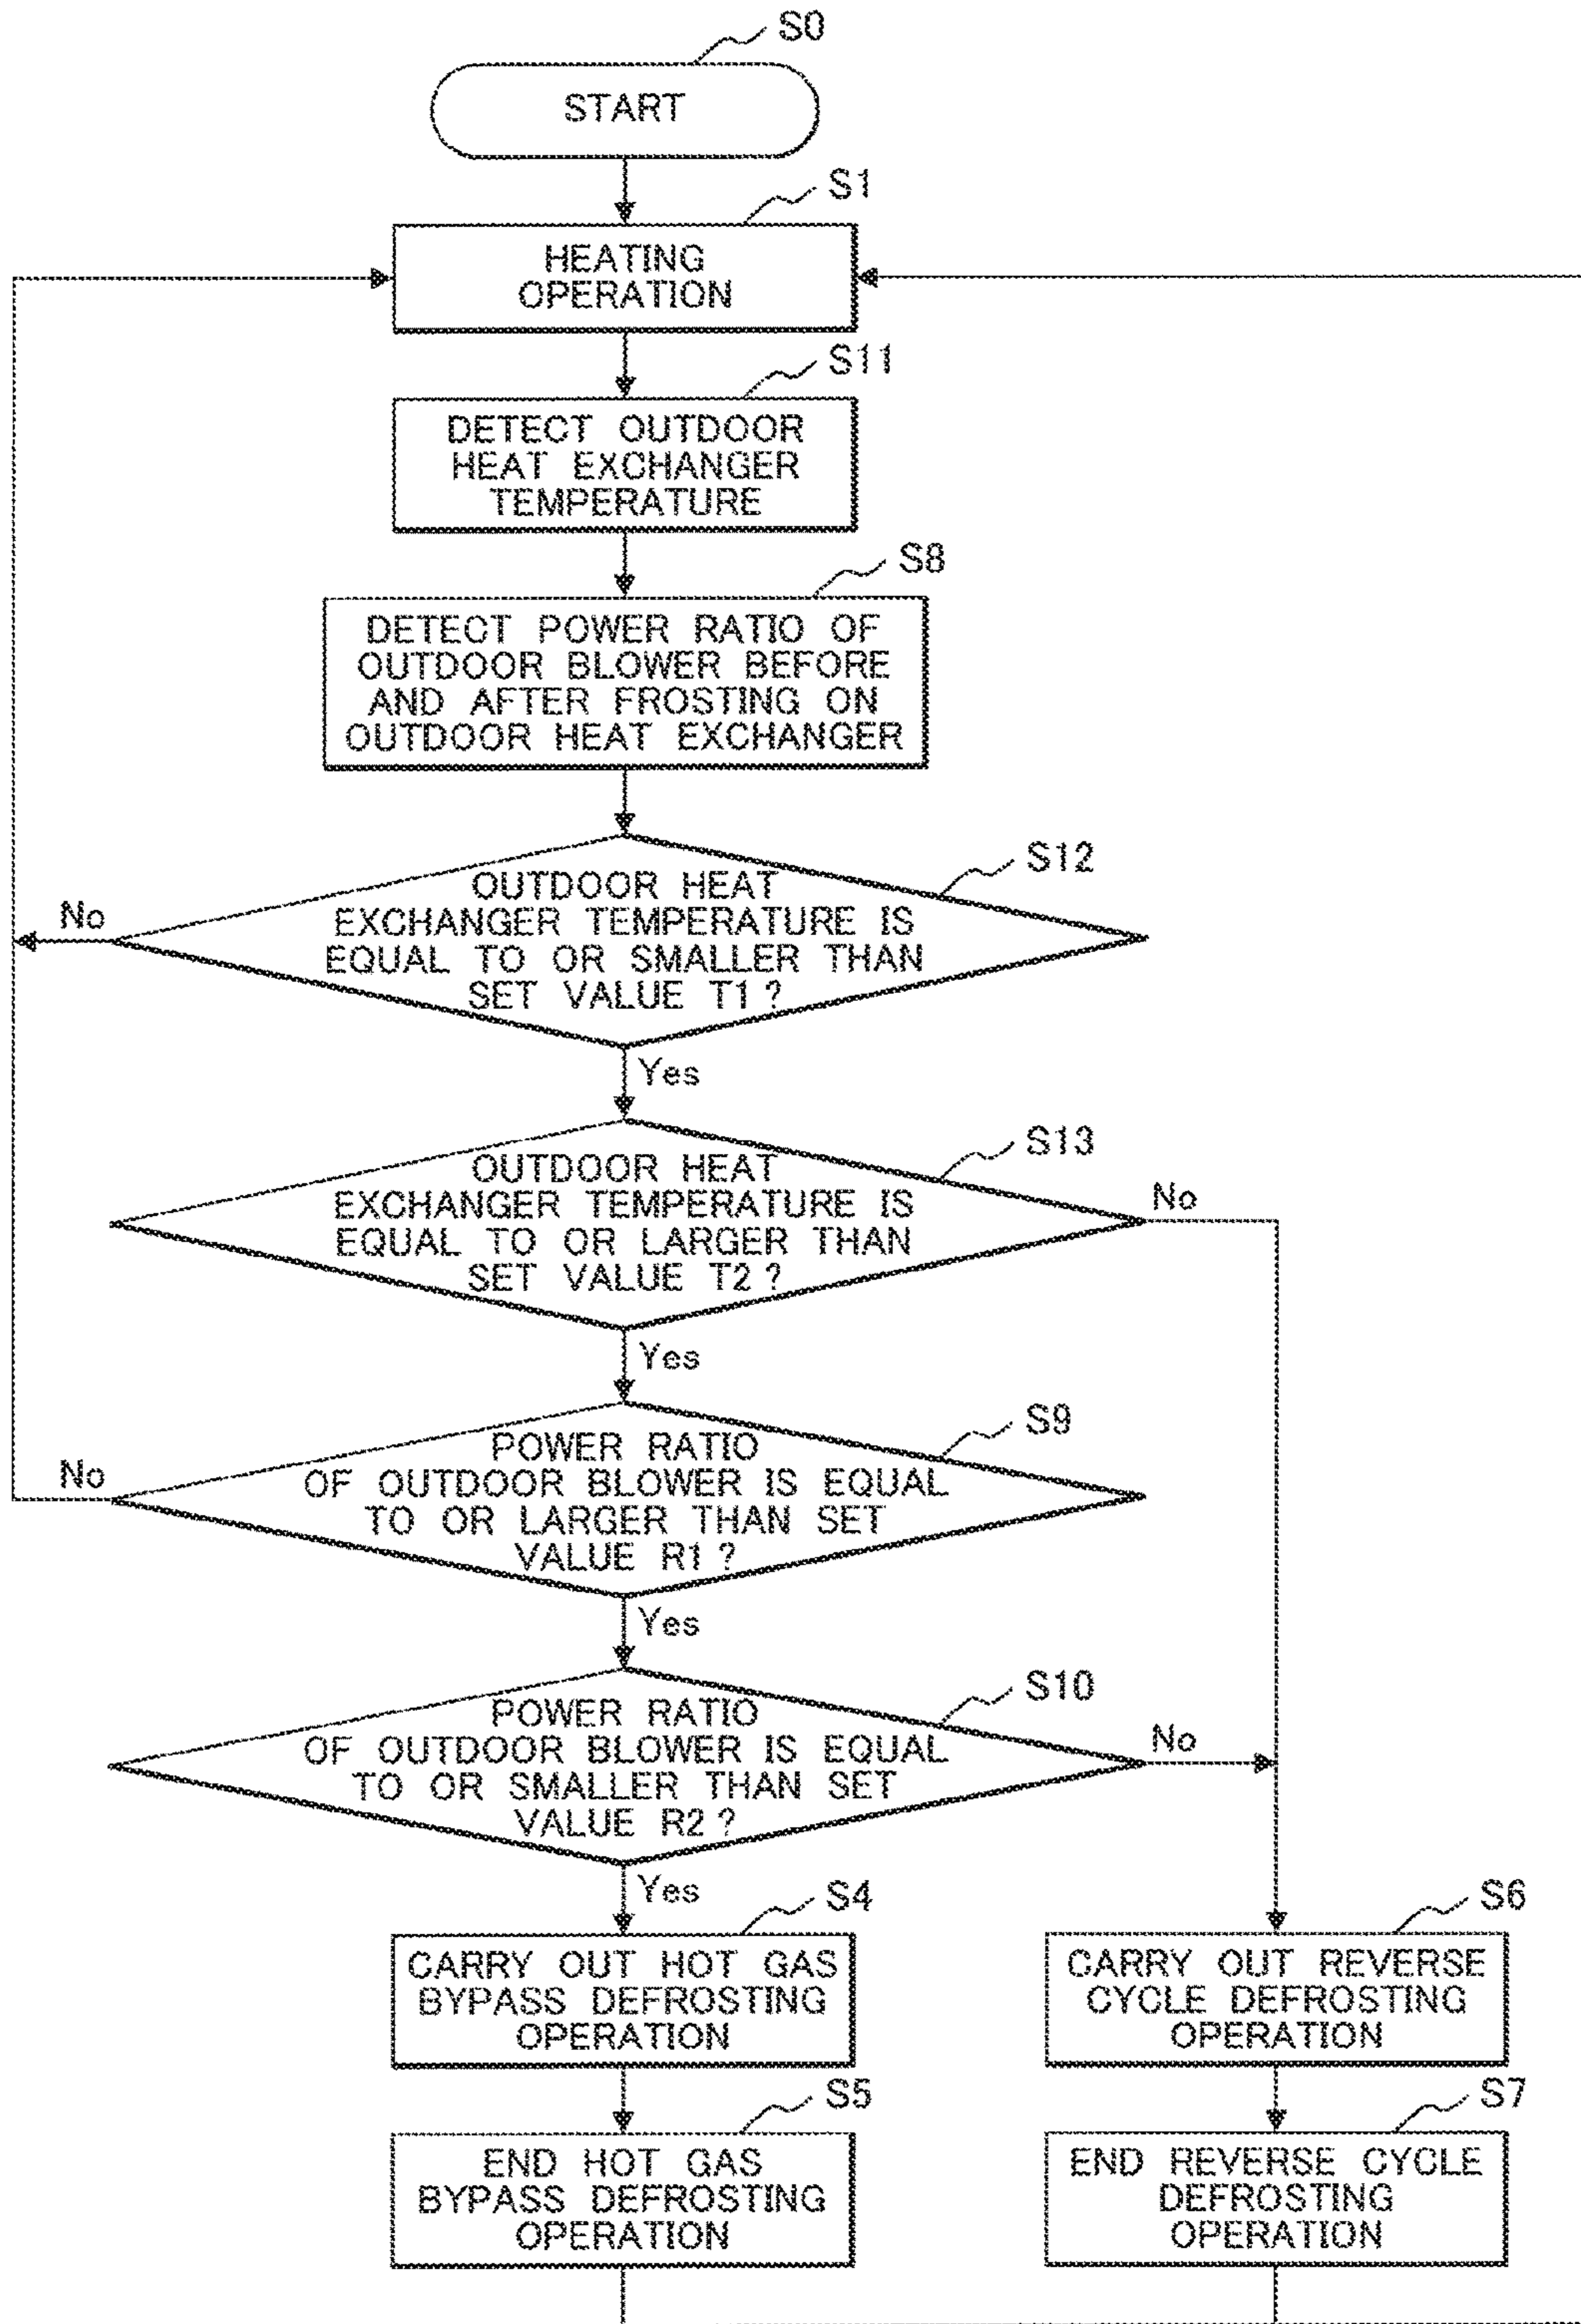 S0
START
S1
HEATING
OPERATION
S11
DETECT OUTDOOR
HEAT EXCHANGER
TEMPERATURE
S8
DETECT POWER RATIO OF
OUTDOOR BLOWER BEFORE
AND AFTER FROSTING ON
OUTDOOR HEAT EXCHANGER
S12
OUTDOOR HEAT
EXCHANGER TEMPERATURE IS
EQUAL TO OR SMALLER THAN
SET VALUE T1?
No
Yes
S13
OUTDOOR HEAT
EXCHANGER TEMPERATURE IS
EQUAL TO OR LARGER THAN
SET VALUE T2?
No
Yes
S9
POWER RATIO
OF OUTDOOR BLOWER IS EQUAL
TO OR LARGER THAN SET
VALUE R1?
No
Yes
S10
POWER RATIO
OF OUTDOOR BLOWER IS EQUAL
TO OR SMALLER THAN SET
VALUE R2?
No
Yes
S4
CARRY OUT HOT GAS
BYPASS DEFROSTING
OPERATION
S6
CARRY OUT REVERSE
CYCLE DEFROSTING
OPERATION
S5
END HOT GAS
BYPASS DEFROSTING
OPERATION
S7
END REVERSE CYCLE
DEFROSTING
OPERATION